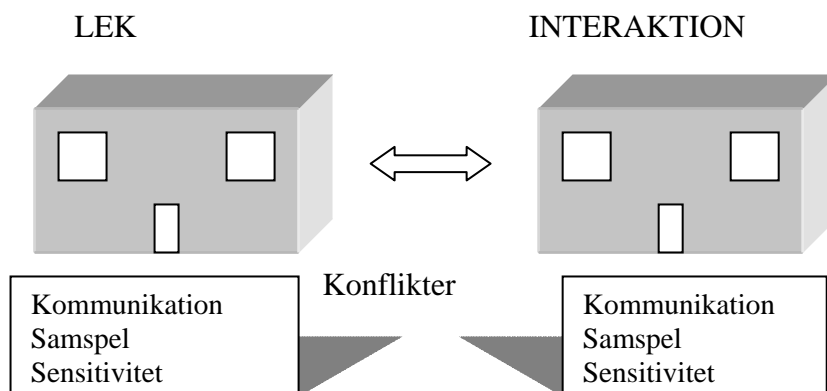 LEK
INTERAKTION
Konflikter
Kommunikation
Samspel
Sensitivitet
Kommunikation
Samspel
Sensitivitet